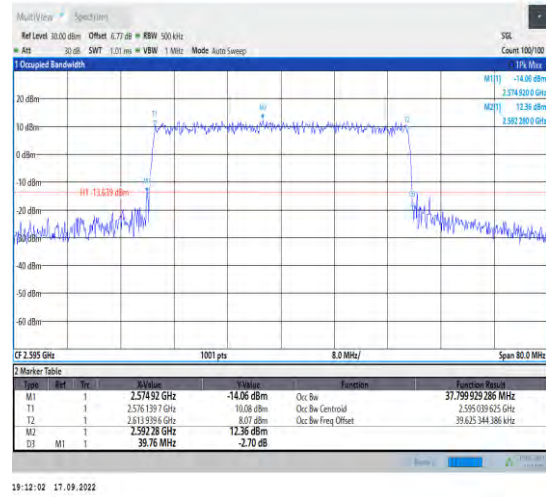 MultiView Spectrum
Ref Level 30.00 dBm Offset 6.77 dB RBW 500 kHz SGL
Att 30 dB SWT 1.01 ms VBW 1 MHz Mode Auto Sweep Count 100/100
1 Occupied Bandwidth 1Pk Max
M1[1] -14.06 dBm
2.574 920 0 GHz
M2[1] 12.36 dBm
2.592 280 0 GHz
20 dBm
T1 M2 T2
0 dBm
-10 dBm
M1
H1 -13.639 dBm
-20 dBm
-30 dBm
-40 dBm
-50 dBm
-60 dBm
CF 2.595 GHz 1001 pts 8.0 MHz/ Span 80.0 MHz
2 Marker Table
Type Ref Trc X-Value Y-Value Function Function Result
M1 1 2.574 92 GHz -14.06 dBm Occ Bw 37.799 929 286 MHz
T1 1 2.576 139 7 GHz 10.08 dBm Occ Bw Centroid 2.595 039 625 GHz
T2 1 2.613 939 6 GHz 8.07 dBm Occ Bw Freq Offset 39.625 344 386 kHz
M2 1 2.592 28 GHz 12.36 dBm
D3 M1 1 39.76 MHz -2.70 dB
19:12:02 17.09.2022